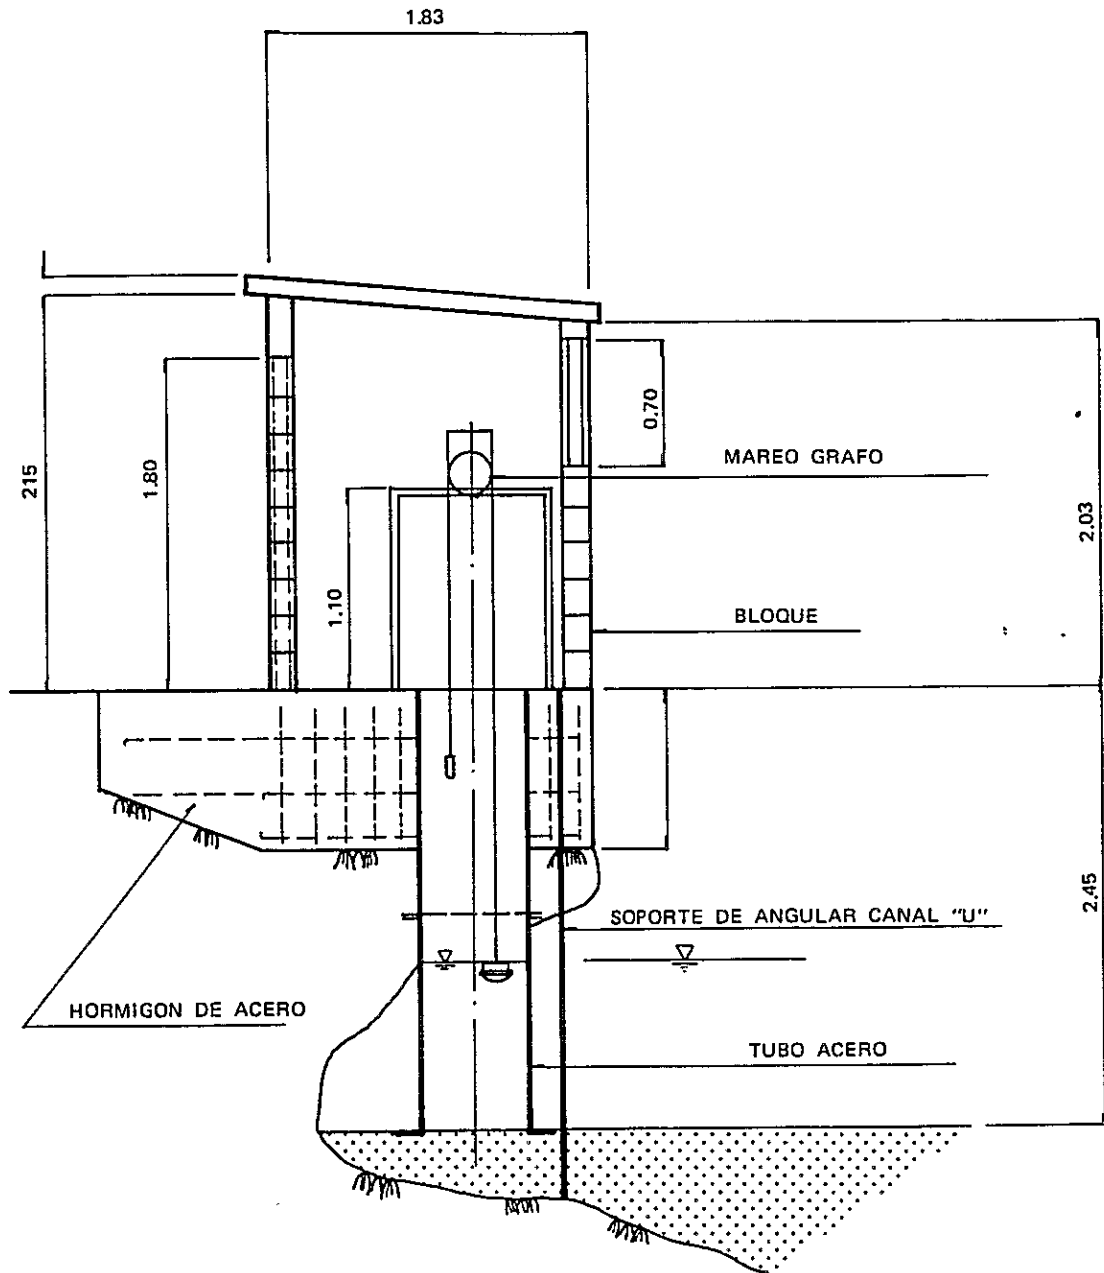 1.83
215
1.80
0.70
MAREO GRAFO
2.03
1.10
BLOQUE
2.45
SOPORTE DE ANGULAR CANAL "U"
HORMIGON DE ACERO
TUBO ACERO